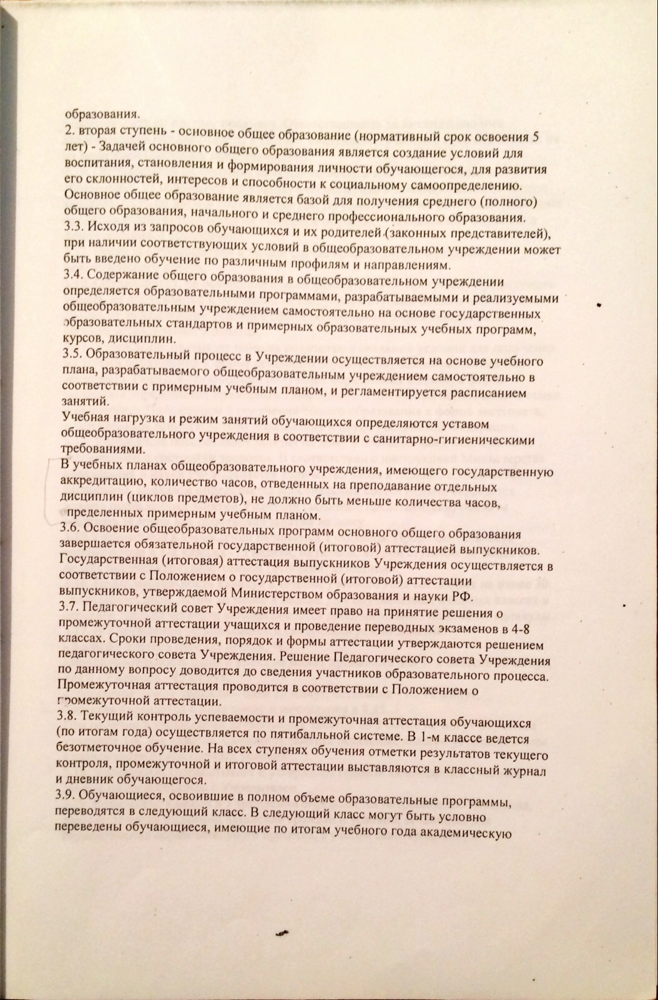 образования.
2. вторая ступень - основное общее образование (нормативный срок освоения 5
лет) - Задачей основного общего образования является создание условий для
воспитания, становления и формирования личности обучающегося, для развития
его склонностей, интересов и способности к социальному самоопределению.
Основное общее образование является базой для получения среднего (полного)
общего образования, начального и среднего профессионального образования.
3.3. Исходя из запросов обучающихся и их родителей (законных представителей),
при наличии соответствующих условий в общеобразовательном учреждении может
быть введено обучение по различным профилям и направлениям.
3.4. Содержание общего образования в общеобразовательном учреждении
определяется образовательными программами, разрабатываемыми и реализуемыми
общеобразовательным учреждением самостоятельно на основе государственных
образовательных стандартов и примерных образовательных учебных программ,
курсов, дисциплин.
3.5. Образовательный процесс в Учреждении осуществляется на основе учебного
плана, разрабатываемого общеобразовательным учреждением самостоятельно в
соответствии с примерным учебным планом, и регламентируется расписанием
занятий.
Учебная нагрузка и режим занятий обучающихся определяются уставом
общеобразовательного учреждения в соответствии с санитарно-гигиеническими
требованиями.
В учебных планах общеобразовательного учреждения, имеющего государственную
аккредитацию, количество часов, отведенных на преподавание отдельных
дисциплин (циклов предметов), не должно быть меньше количества часов,
пределенных примерным учебным планом.
3.6. Освоение общеобразовательных программ основного общего образования
завершается обязательной государственной (итоговой) аттестацией выпускников.
Государственная (итоговая) аттестация выпускников Учреждения осуществляется в
соответствии с Положением о государственной (итоговой) аттестации
выпускников, утверждаемой Министерством образования и науки РФ.
3.7. Педагогический совет Учреждения имеет право на принятие решения о
промежуточной аттестации учащихся и проведение переводных экзаменов в 4-8
классах. Сроки проведения, порядок и формы аттестации утверждаются решением
педагогического совета Учреждения. Решение Педагогического совета Учреждения
по данному вопросу доводится до сведения участников образовательного процесса.
Промежуточная аттестация проводится в соответствии с Положением о
промежуточной аттестации.
3.8. Текущий контроль успеваемости и промежуточная аттестация обучающихся
(по итогам года) осуществляется по пятибалльной системе. В 1-м классе ведется
безотметочное обучение. На всех ступенях обучения отметки результатов текущего
контроля, промежуточной и итоговой аттестации выставляются в классный журнал
и дневник обучающегося.
3.9. Обучающиеся, освоившие в полном объеме образовательные программы,
переводятся в следующий класс. В следующий класс могут быть условно
переведены обучающиеся, имеющие по итогам учебного года академическую